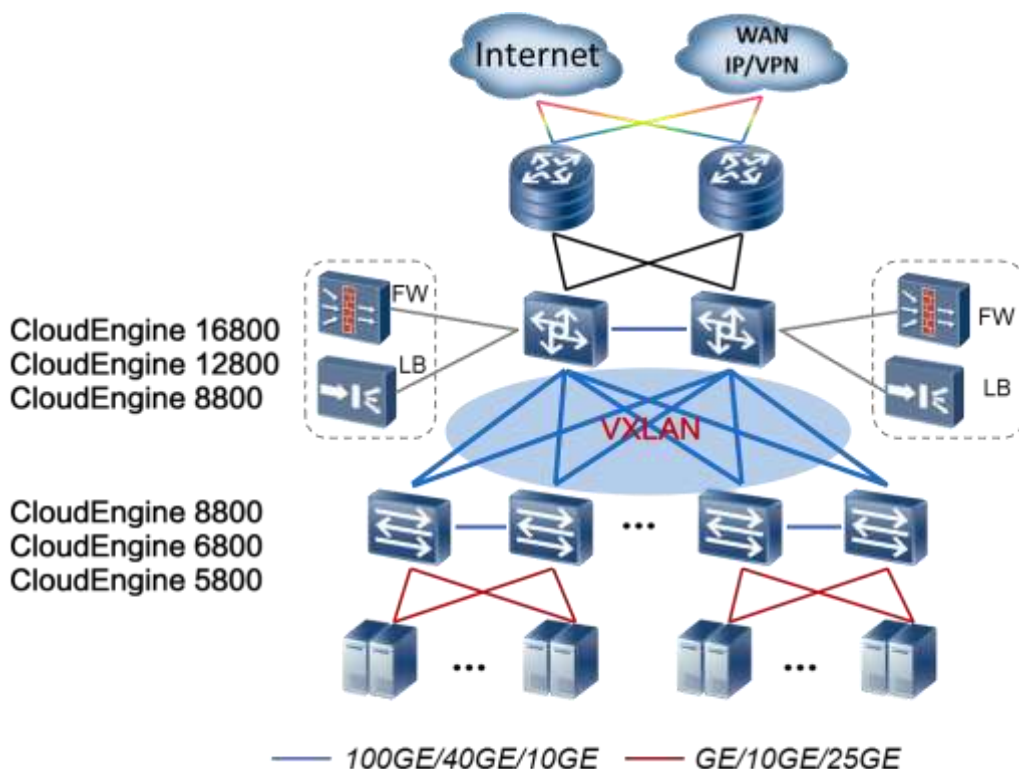 Internet
WAN
IP/VPN
FW
LB
FW
LB
CloudEngine 16800
CloudEngine 12800
CloudEngine 8800
VXLAN
CloudEngine 8800
CloudEngine 6800
CloudEngine 5800
...
...
...
100GE/40GE/10GE
GE/10GE/25GE